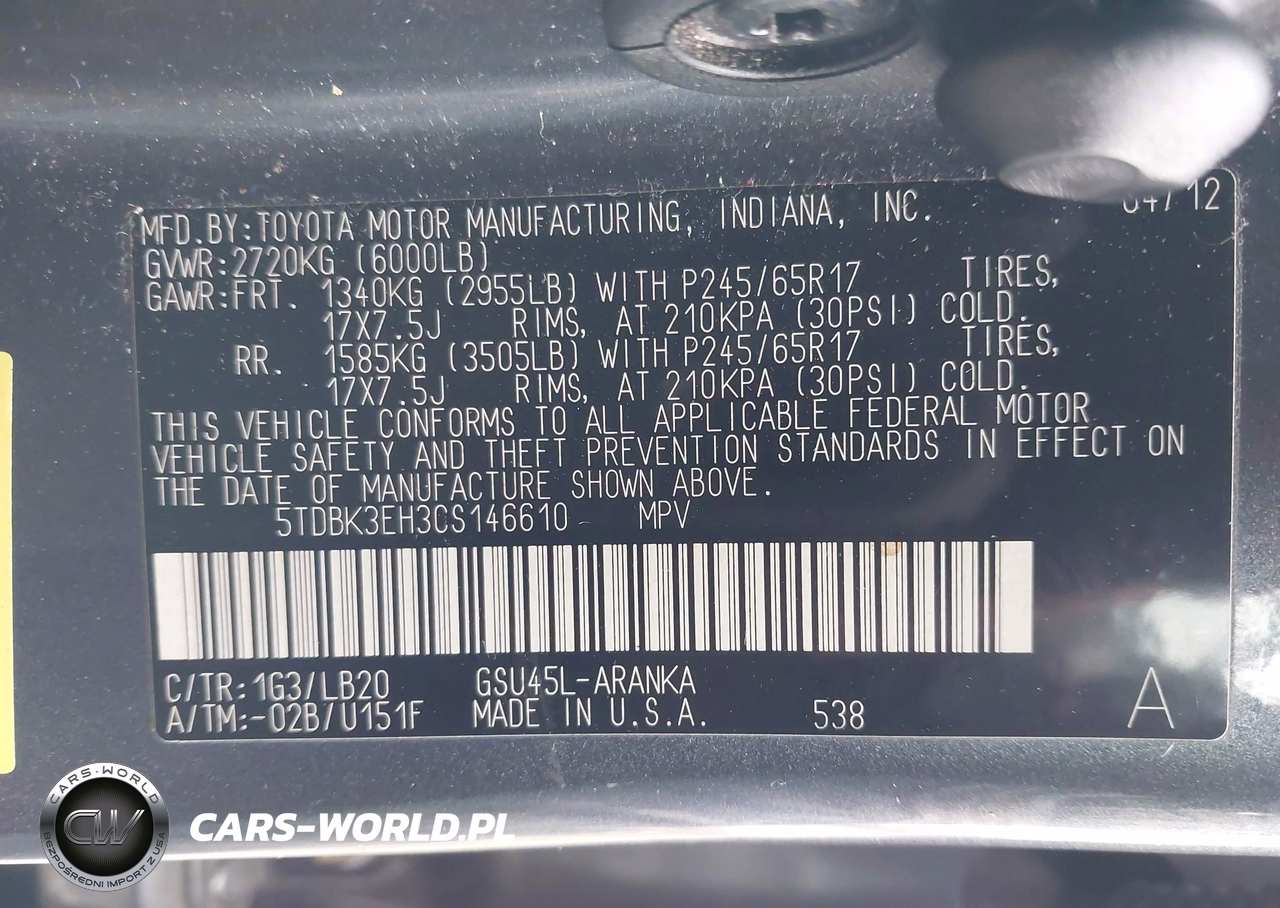 04/12
MFD.BY:TOYOTA MOTOR MANUFACTURING, INDIANA, INC.
GVWR:2720KG (6000LB)
GAWR:FRT. 1340KG (2955LB) WITH P245/65R17 TIRES,
17X7.5J RIMS, AT 210KPA (30PSI) COLD.
RR. 1585KG (3505LB) WITH P245/65R17 TIRES,
17X7.5J RIMS, AT 210KPA (30PSI) COLD.
THIS VEHICLE CONFORMS TO ALL APPLICABLE FEDERAL MOTOR
VEHICLE SAFETY AND THEFT PREVENTION STANDARDS IN EFFECT ON
THE DATE OF MANUFACTURE SHOWN ABOVE.
5TDBK3EH3CS146610 MPV
C/TR:1G3/LB20 GSU45L-ARANKA
A/TM:-02B/U151F MADE IN U.S.A. 538 A
CARS-WORLD
CW
BEZPOŚREDNI IMPORT Z USA
CARS-WORLD.PL